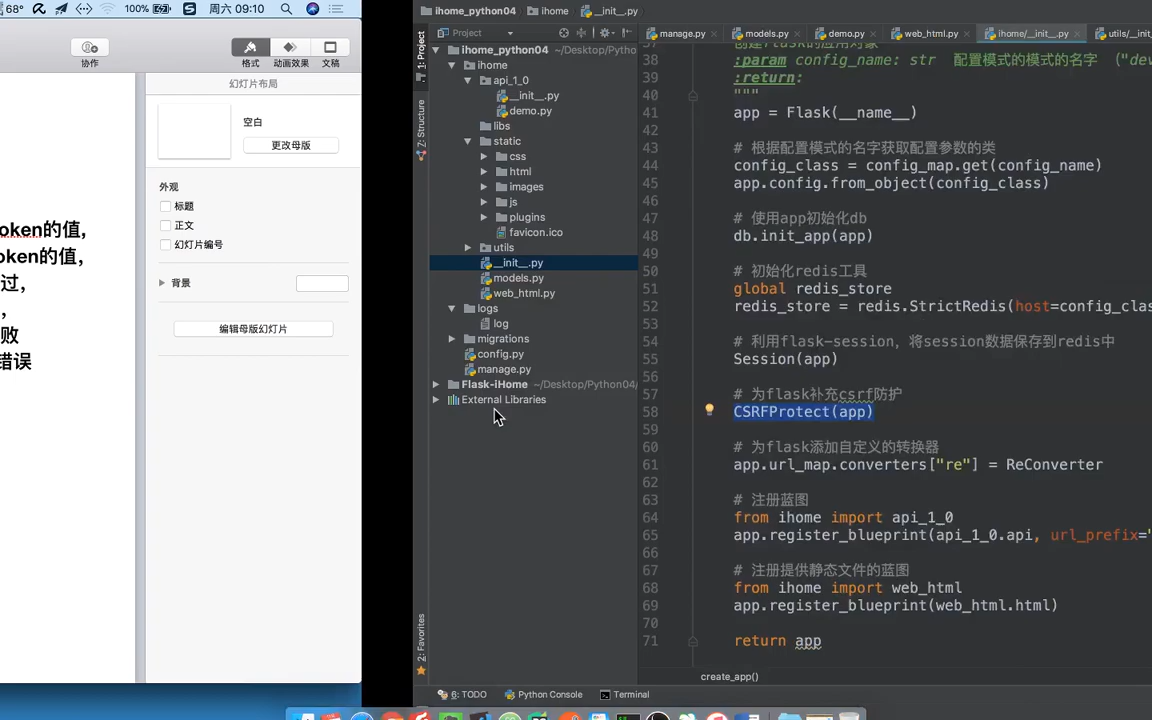 68° 100% 周六 09:10
协作 格式 动画效果 文稿
幻灯片布局
空白
更改母版
外观
标题
正文
幻灯片编号
背景
编辑母版幻灯片
oken的值,
oken的值,
过,
,
败
错误
ihome_python04 ihome __init__.py
Project
manage.py models.py demo.py web_html.py ihome/__init__.py utils/__init
1: Project
Z: Structure
2: Favorites
ihome_python04 ~/Desktop/Pytho
ihome
api_1_0
__init__.py
demo.py
libs
static
css
html
images
js
plugins
favicon.ico
utils
__init__.py
models.py
web_html.py
logs
log
migrations
config.py
manage.py
Flask-iHome ~/Desktop/Python04/
External Libraries
37 创建flask的应用对象
38 :param config_name: str 配置模式的模式的名字 ("dev
39 :return:
40 """
41 app = Flask(__name__)
42
43 # 根据配置模式的名字获取配置参数的类
44 config_class = config_map.get(config_name)
45 app.config.from_object(config_class)
46
47 # 使用app初始化db
48 db.init_app(app)
49
50 # 初始化redis工具
51 global redis_store
52 redis_store = redis.StrictRedis(host=config_clas
53
54 # 利用flask-session, 将session数据保存到redis中
55 Session(app)
56
57 # 为flask补充csrf防护
58 CSRFProtect(app)
59
60 # 为flask添加自定义的转换器
61 app.url_map.converters["re"] = ReConverter
62
63 # 注册蓝图
64 from ihome import api_1_0
65 app.register_blueprint(api_1_0.api, url_prefix="
66
67 # 注册提供静态文件的蓝图
68 from ihome import web_html
69 app.register_blueprint(web_html.html)
70
71 return app
create_app()
6: TODO Python Console Terminal